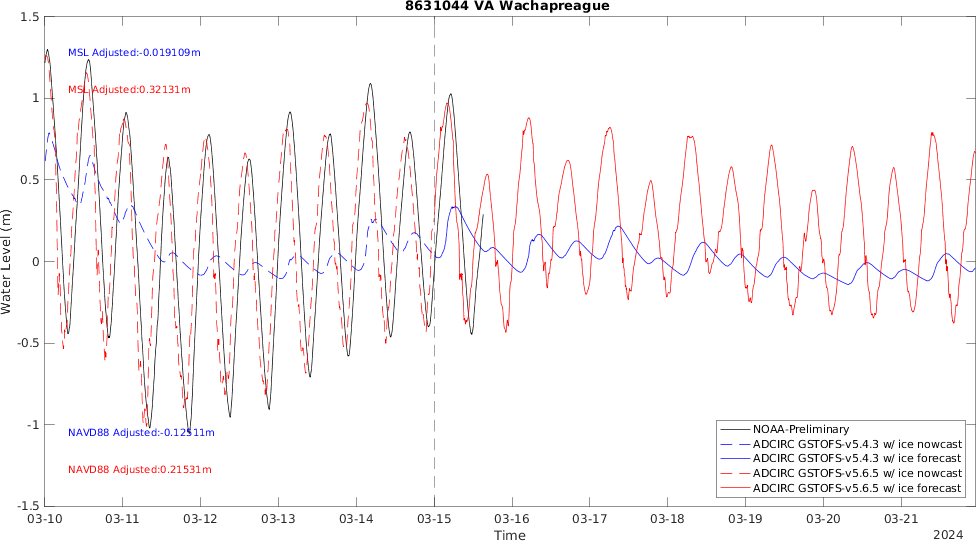 8631044 VA Wachapreague
1.5
1
0.5
0
-0.5
-1
-1.5
Water Level (m)
MSL Adjusted:-0.019109m
MSL Adjusted:0.32131m
NAVD88 Adjusted:-0.12511m
NAVD88 Adjusted:0.21531m
NOAA-Preliminary
ADCIRC GSTOFS-v5.4.3 w/ ice nowcast
ADCIRC GSTOFS-v5.4.3 w/ ice forecast
ADCIRC GSTOFS-v5.6.5 w/ ice nowcast
ADCIRC GSTOFS-v5.6.5 w/ ice forecast
03-10 03-11 03-12 03-13 03-14 03-15 03-16 03-17 03-18 03-19 03-20 03-21
Time
2024